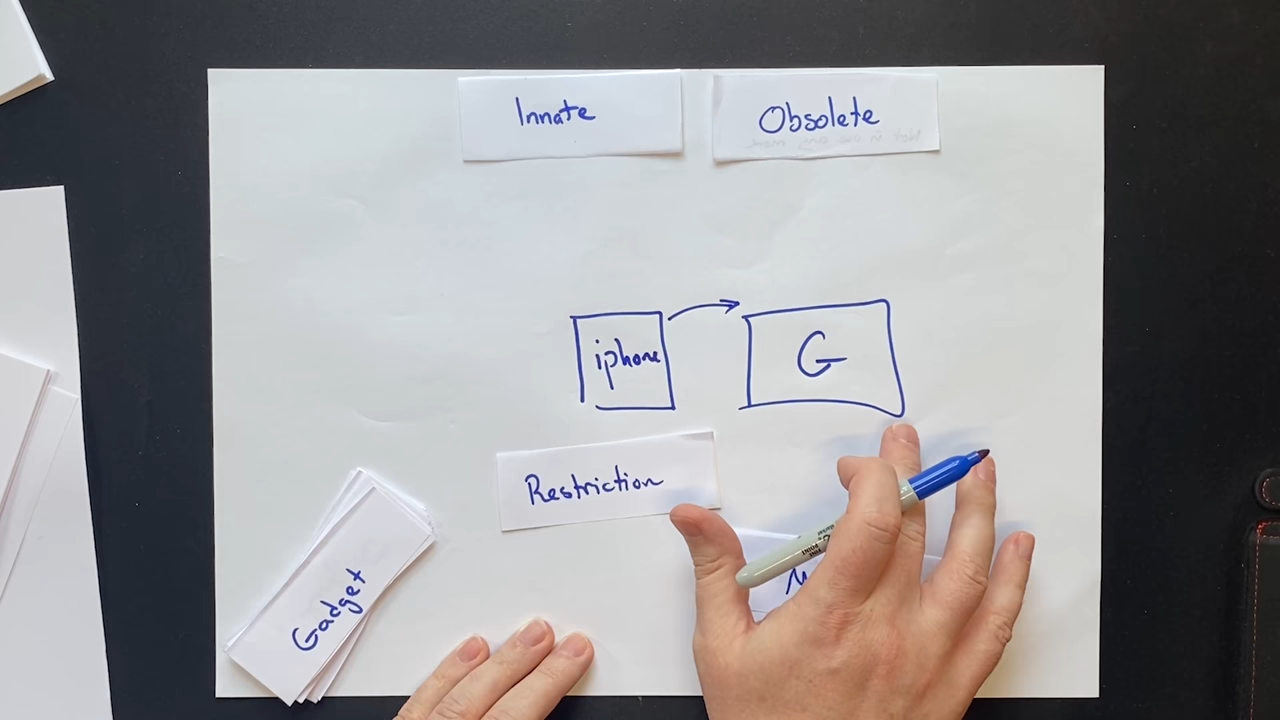 Innate
Obsolete
iphone
G
Restriction
Gadget